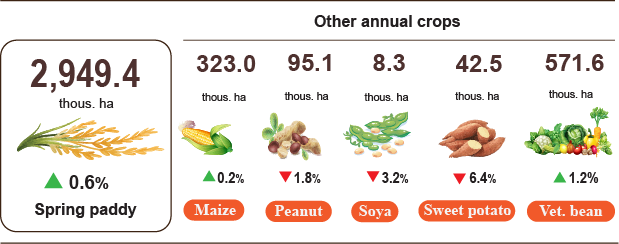 Other annual crops
2,949.4
thous. ha
0.6%
Spring paddy
323.0
thous. ha
0.2%
Maize
95.1
thous. ha
1.8%
Peanut
8.3
thous. ha
3.2%
Soya
42.5
thous. ha
6.4%
Sweet potato
571.6
thous. ha
1.2%
Vet. bean